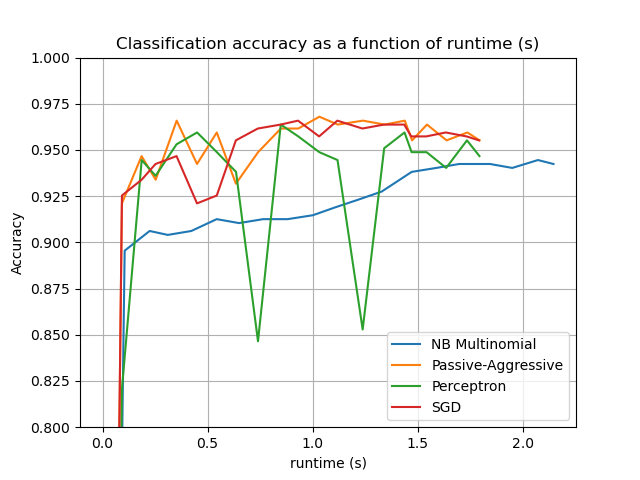 Classification accuracy as a function of runtime (s)
1.000
0.975
0.950
0.925
0.900
0.875
0.850
0.825
0.800
Accuracy
NB Multinomial
Passive-Aggressive
Perceptron
SGD
0.0 0.5 1.0 1.5 2.0
runtime (s)